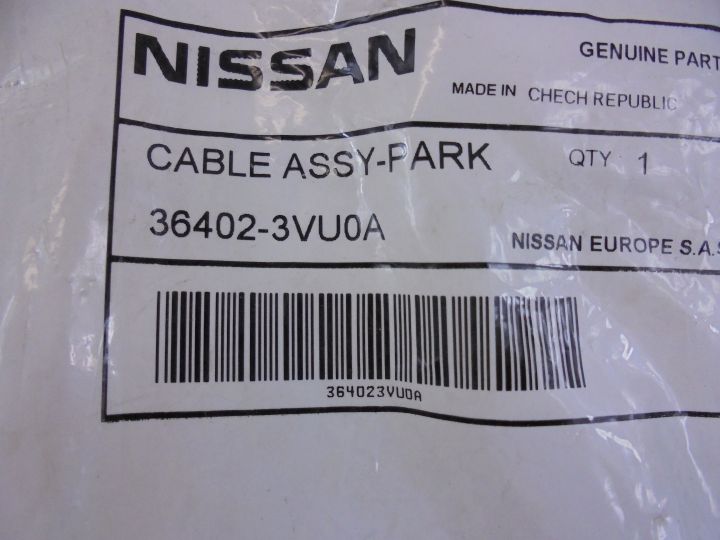 NISSAN
GENUINE PART
MADE IN CHECH REPUBLIC
CABLE ASSY-PARK
QTY 1
36402-3VU0A
NISSAN EUROPE S.A.S
364023VU0A